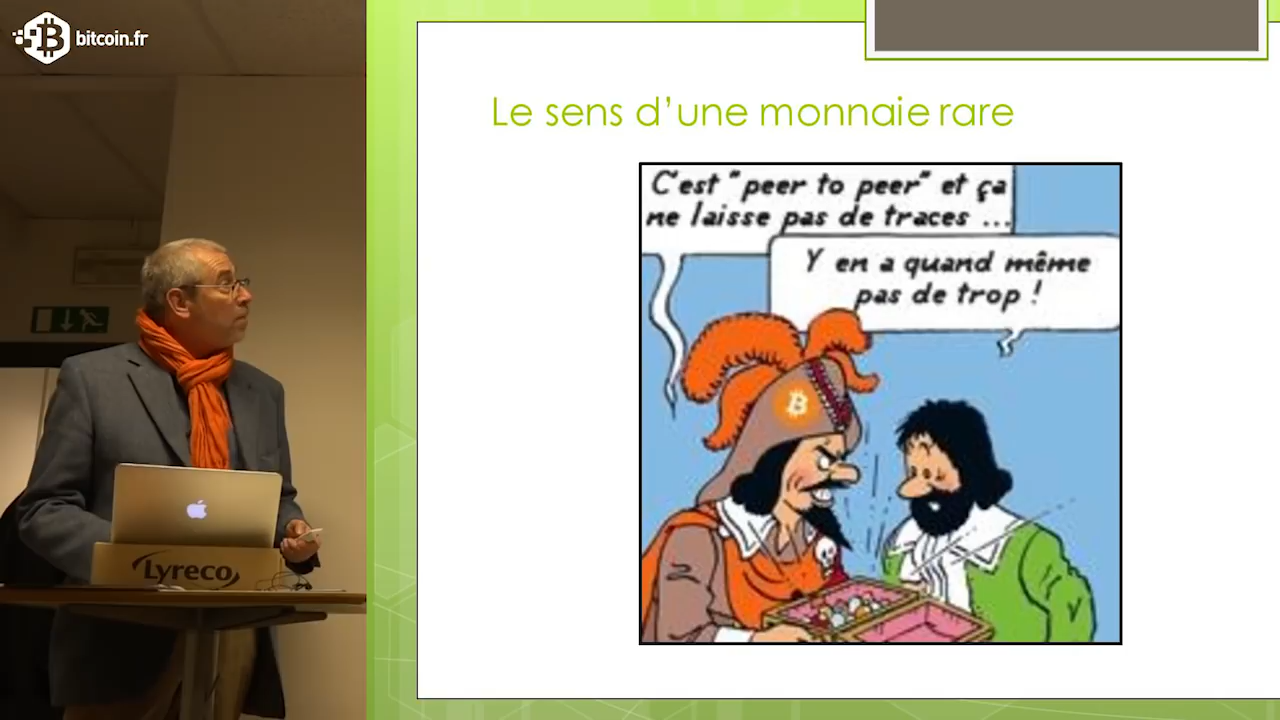 bitcoin.fr
Le sens d’une monnaie rare
C'est "peer to peer" et ça
ne laisse pas de traces ...
Y en a quand même
pas de trop !
Lyreco